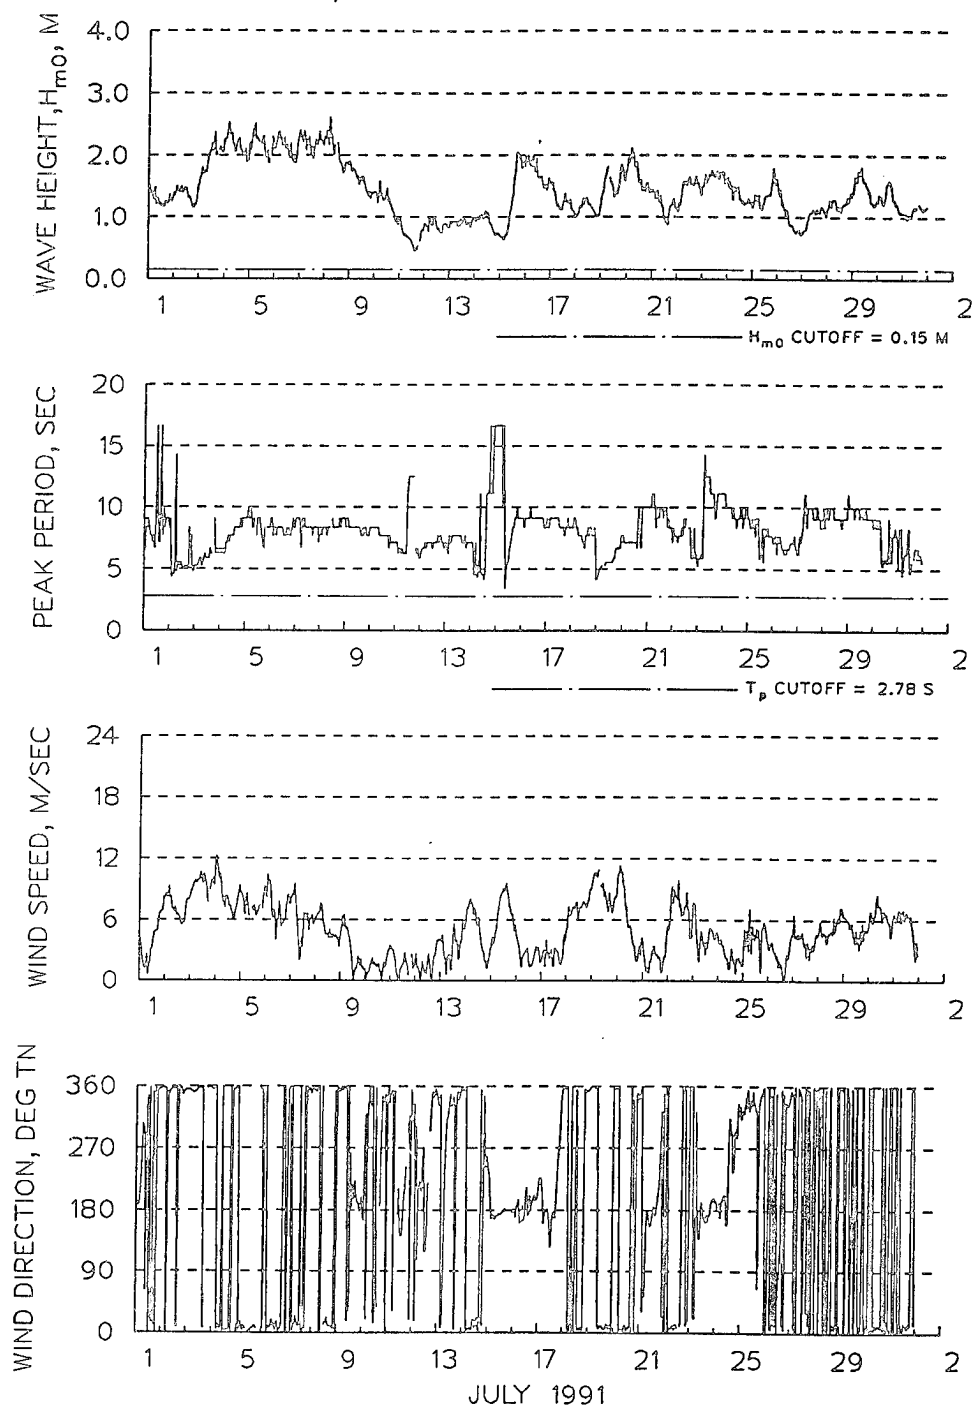 WAVE HEIGHT, Hm0, M
4.0
3.0
2.0
1.0
0.0
1 5 9 13 17 21 25 29 2
Hm0 CUTOFF = 0.15 M
PEAK PERIOD, SEC
20
15
10
5
0
1 5 9 13 17 21 25 29 2
Tp CUTOFF = 2.78 S
WIND SPEED, M/SEC
24
18
12
6
0
1 5 9 13 17 21 25 29 2
WIND DIRECTION, DEG TN
360
270
180
90
0
1 5 9 13 17 21 25 29 2
JULY 1991